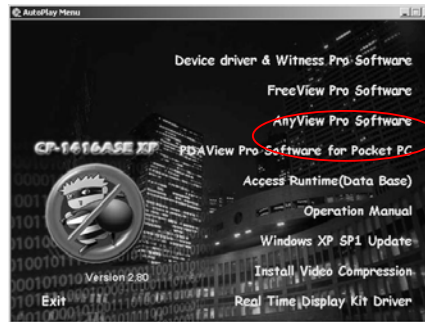 AutoPlay Menu
Device driver & Witness Pro Software
FreeView Pro Software
AnyView Pro Software
CP-1416ASE XP
PDAView Pro Software for Pocket PC
Access Runtime(Data Base)
Operation Manual
Windows XP SP1 Update
Install Video Compression
Version 2.80
Exit
Real Time Display Kit Driver